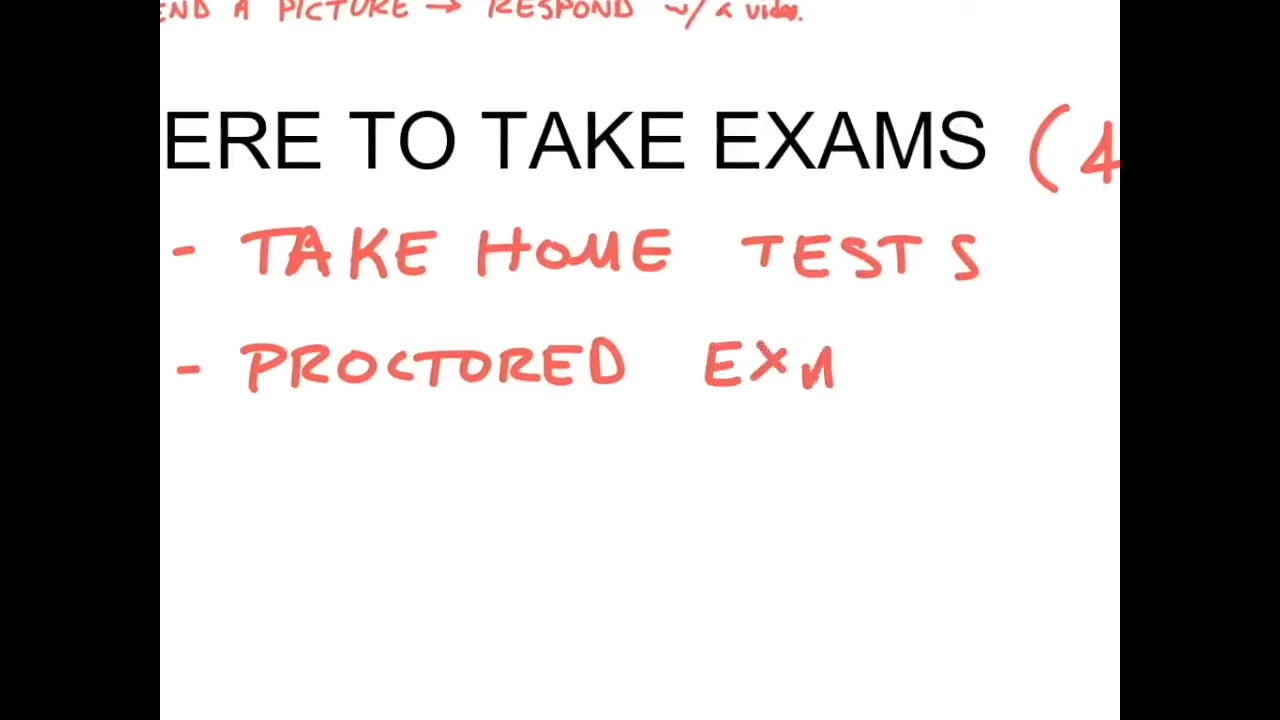 END A PICTURE → RESPOND w/ a video.
ERE TO TAKE EXAMS (4
- TAKE HOME TESTS
- PROCTORED EXA